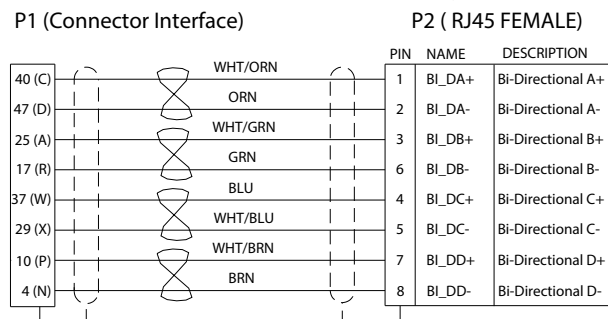 P1 (Connector Interface) P2 ( RJ45 FEMALE)
PIN NAME DESCRIPTION
40 (C) WHT/ORN 1 BI_DA+ Bi-Directional A+
47 (D) ORN 2 BI_DA- Bi-Directional A-
25 (A) WHT/GRN 3 BI_DB+ Bi-Directional B+
17 (R) GRN 6 BI_DB- Bi-Directional B-
37 (W) BLU 4 BI_DC+ Bi-Directional C+
29 (X) WHT/BLU 5 BI_DC- Bi-Directional C-
10 (P) WHT/BRN 7 BI_DD+ Bi-Directional D+
4 (N) BRN 8 BI_DD- Bi-Directional D-